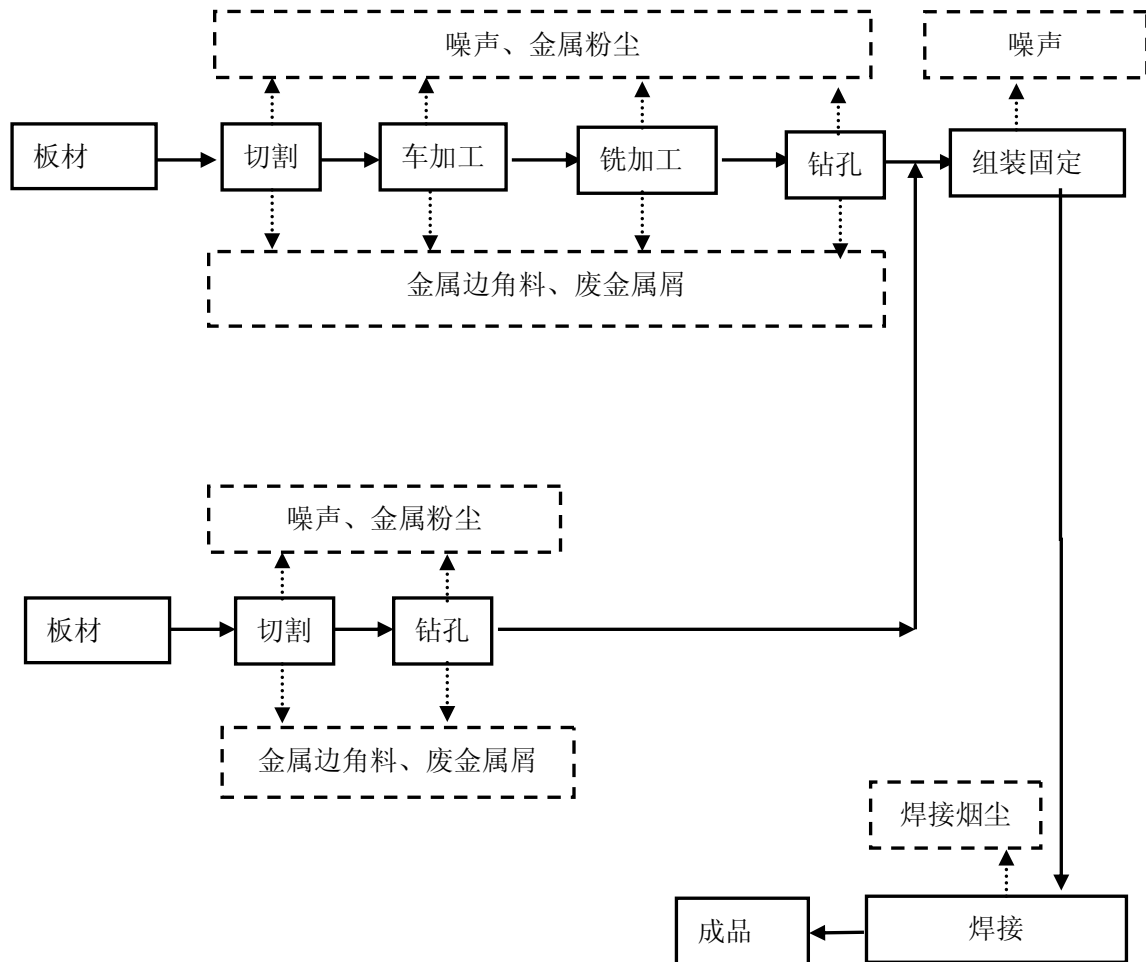 噪声、金属粉尘
噪声
板材
切割
车加工
铣加工
钻孔
组装固定
金属边角料、废金属屑
噪声、金属粉尘
板材
切割
钻孔
金属边角料、废金属屑
焊接烟尘
成品
焊接